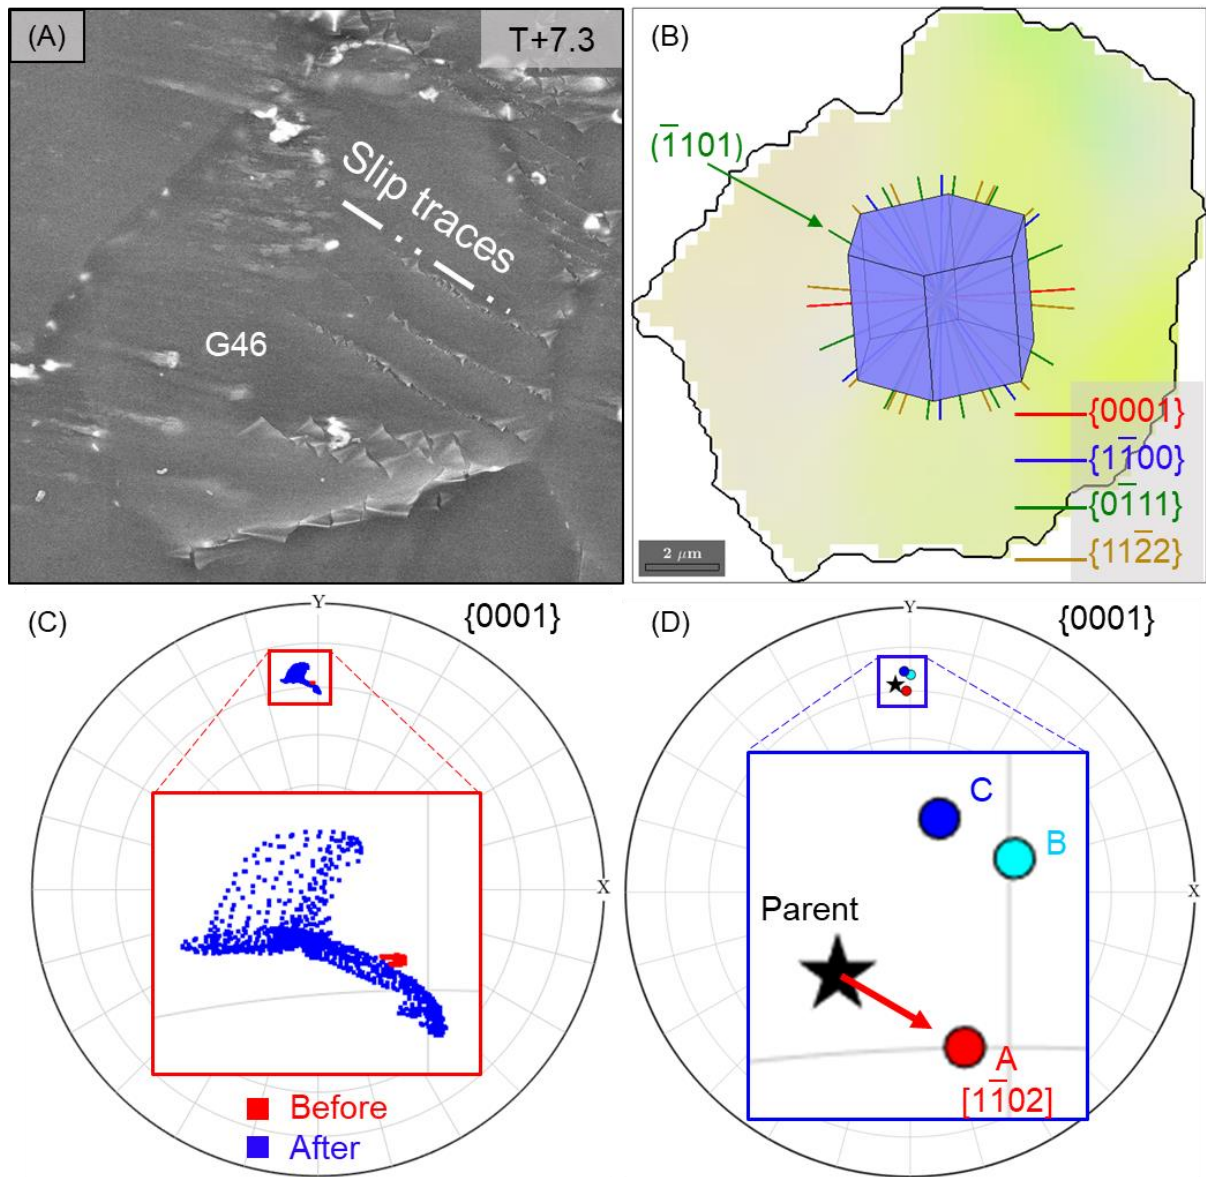 (A)
T+7.3
Slip traces
G46
(B)
(1̅101)
{0001}
{11̅00}
{01̅11}
{112̅2}
2 μm
(C)
{0001}
Y
X
Before
After
(D)
{0001}
Y
X
C
B
Parent
A
[11̅02]